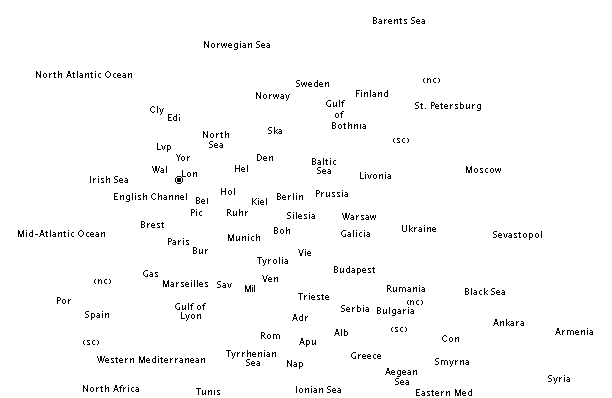 Barents Sea
Norwegian Sea
North Atlantic Ocean
(nc)
Sweden
Norway
Finland
Gulf
of
Bothnia
St. Petersburg
Cly
Edi
Ska
North
Sea
(sc)
Lvp
Yor
Den
Baltic
Sea
Hel
Wal
Lon
Livonia
Moscow
Irish Sea
English Channel
Bel
Hol
Kiel
Berlin
Prussia
Pic
Ruhr
Silesia
Warsaw
Brest
Mid-Atlantic Ocean
Paris
Bur
Munich
Boh
Galicia
Ukraine
Sevastopol
Vie
Tyrolia
Budapest
Gas
(nc)
Marseilles
Sav
Mil
Ven
Trieste
Rumania
Black Sea
(nc)
Por
Spain
Gulf of
Lyon
Serbia
Bulgaria
Adr
Ankara
Armenia
(sc)
Alb
Con
Rom
Apu
(sc)
Western Mediterranean
Tyrrhenian
Sea
Nap
Greece
Smyrna
Aegean
Sea
Syria
North Africa
Tunis
Ionian Sea
Eastern Med